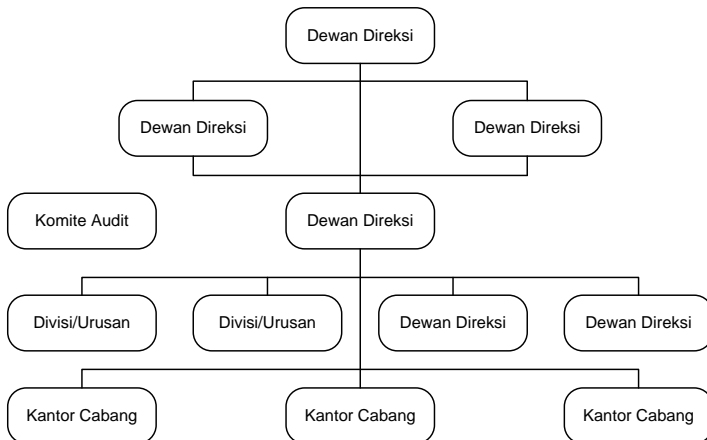 Dewan Direksi
Dewan Direksi
Dewan Direksi
Komite Audit
Dewan Direksi
Divisi/Urusan
Divisi/Urusan
Dewan Direksi
Dewan Direksi
Kantor Cabang
Kantor Cabang
Kantor Cabang